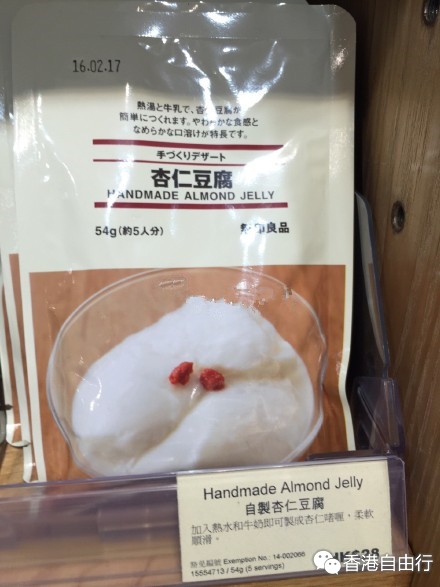 16.02.17
熱湯と牛乳で、杏仁豆腐が
簡単につくれます。やわらかな食感と
なめらかな口溶けが特長です。
手づくりデザート
杏仁豆腐
HANDMADE ALMOND JELLY
54g(約5人分)
無印良品
Handmade Almond Jelly
自製杏仁豆腐
加入熱水和牛奶即可製成杏仁啫喱,柔軟
順滑。
豁免編號 Exemption No.: 14-002066
15554713 / 54g (5 servings)
香港自由行